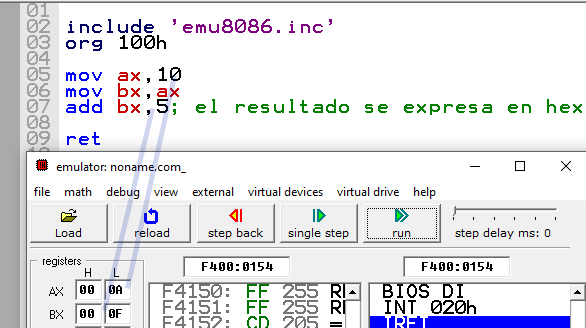 01
02 include 'emu8086.inc'
03 org 100h
04
05 mov ax,10
06 mov bx,ax
07 add bx,5; el resultado se expresa en hex
08
09 ret
emulator: noname.com_
file math debug view external virtual devices virtual drive help
Load reload step back single step run step delay ms: 0
registers F400:0154 F400:0154
H L
AX 00 0A F4150: FF 255 BIOS DI
BX 00 0F F4151: FF 255 INT 020h
F4152: CD 205 = IRET